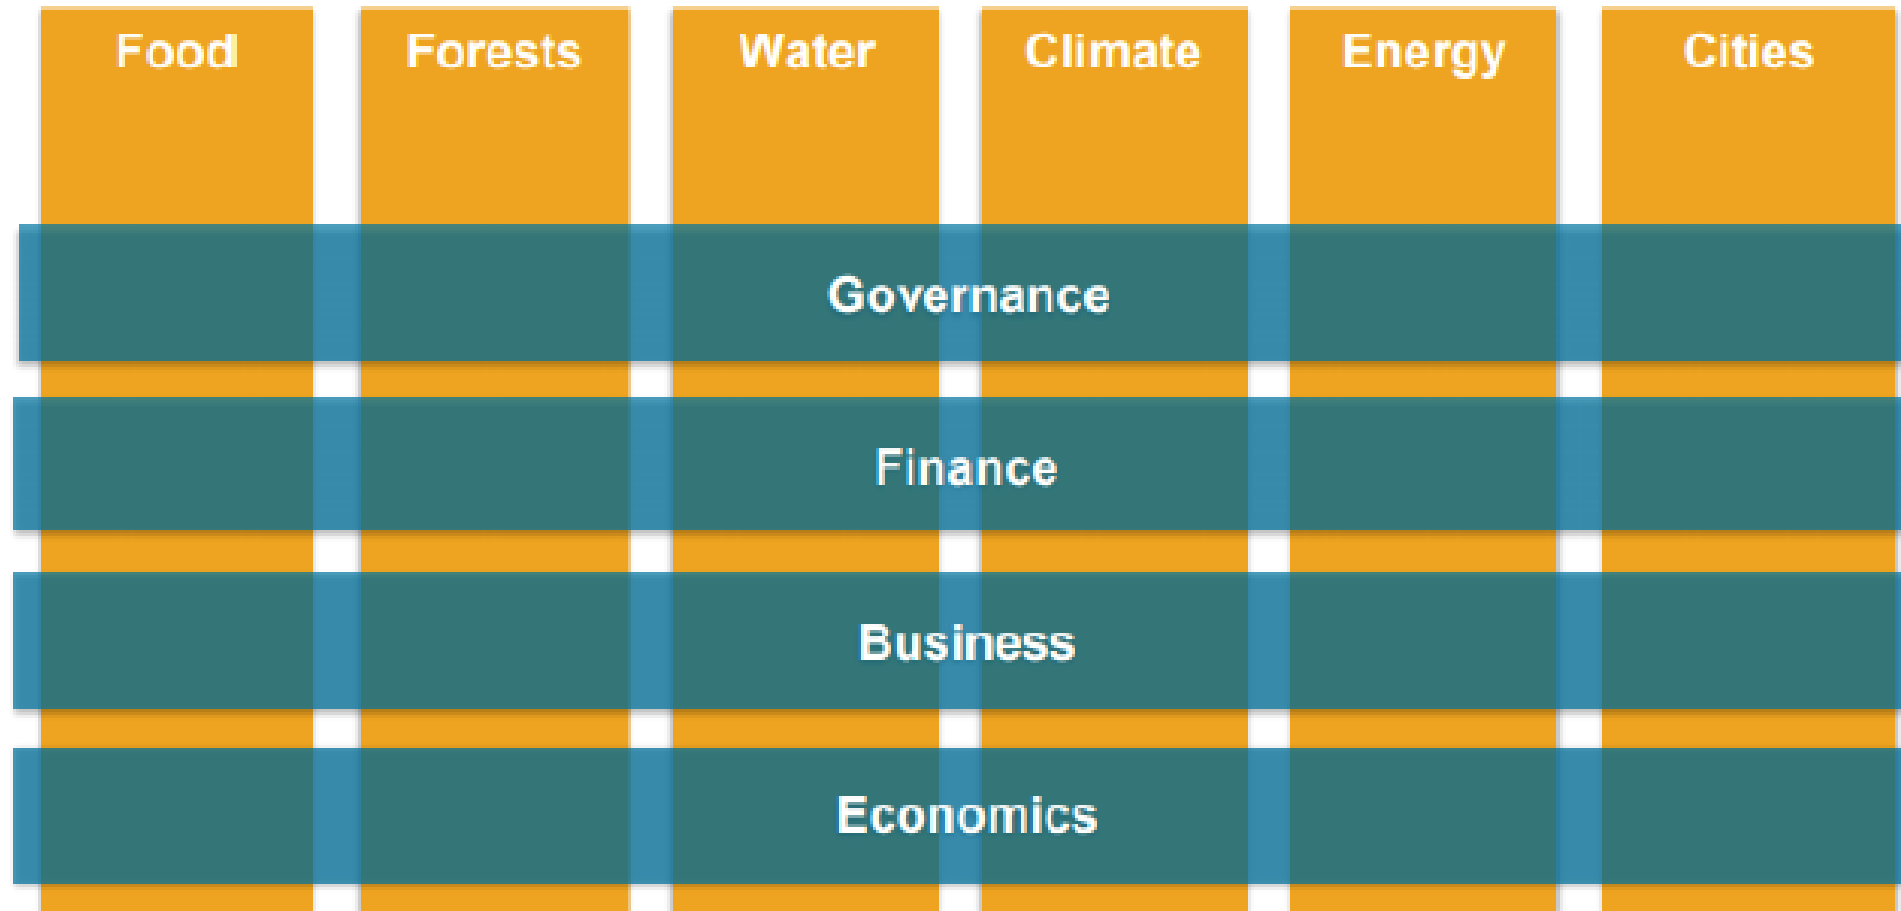 Food Forests Water Climate Energy Cities
Governance
Finance
Business
Economics